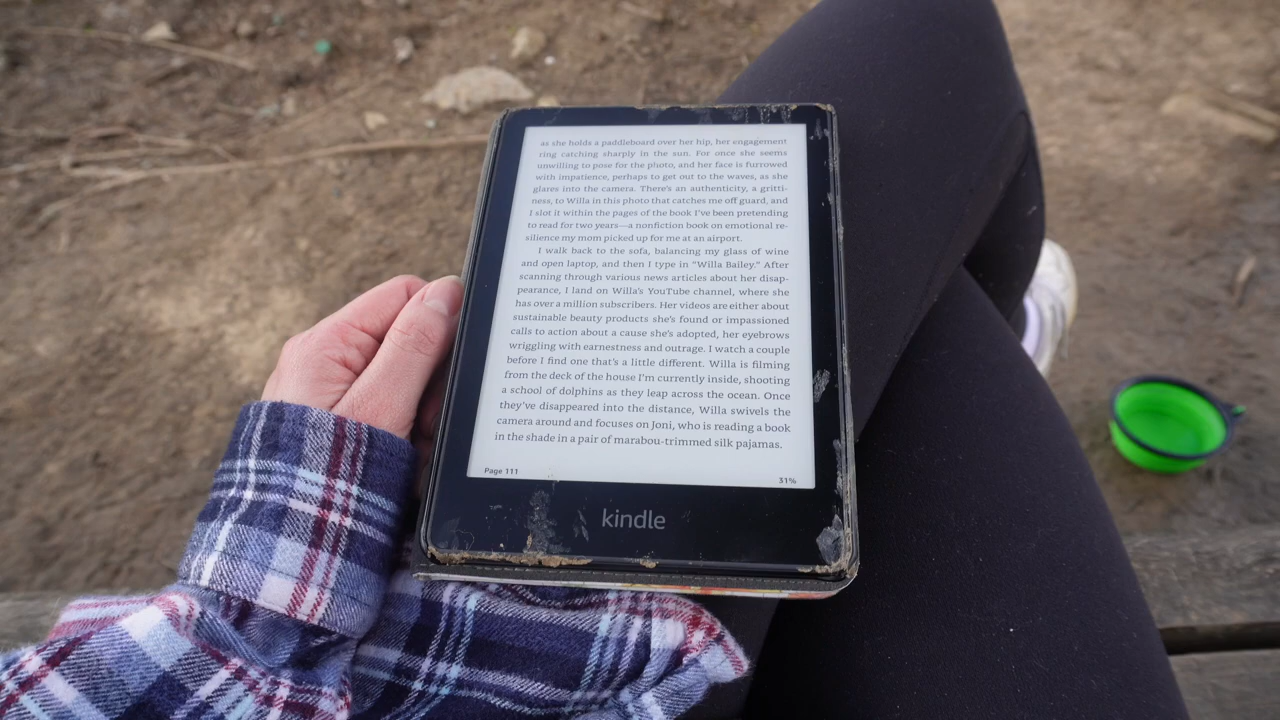 as she holds a paddleboard over her hip, her engagement
ring catching sharply in the sun. For once she seems
unwilling to pose for the photo, and her face is furrowed
with impatience, perhaps to get out to the waves, as she
glares into the camera. There's an authenticity, a gritti-
ness, to Willa in this photo that catches me off guard, and
I slot it within the pages of the book I've been pretending
to read for two years—a nonfiction book on emotional re-
silience my mom picked up for me at an airport.
I walk back to the sofa, balancing my glass of wine
and open laptop, and then I type in "Willa Bailey." After
scanning through various news articles about her disap-
pearance, I land on Willa's YouTube channel, where she
has over a million subscribers. Her videos are either about
sustainable beauty products she's found or impassioned
calls to action about a cause she's adopted, her eyebrows
wriggling with earnestness and outrage. I watch a couple
before I find one that's a little different. Willa is filming
from the deck of the house I'm currently inside, shooting
a school of dolphins as they leap across the ocean. Once
they've disappeared into the distance, Willa swivels the
camera around and focuses on Joni, who is reading a book
in the shade in a pair of marabou-trimmed silk pajamas.
Page 111
31%
kindle